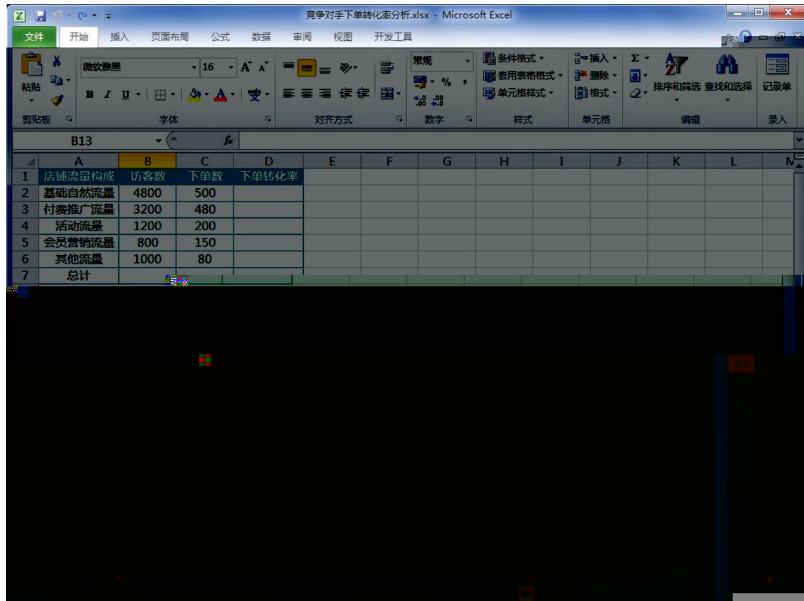 竞争对手下单转化率分析.xlsx - Microsoft Excel
文件 开始 插入 页面布局 公式 数据 审阅 视图 开发工具
微软雅黑 16 A A 常规 条件格式 插入 Σ
粘贴 套用表格格式 删除 排序和筛选 查找和选择 记录单
B I U A 变 % , 单元格样式 格式
剪贴板 字体 对齐方式 数字 样式 单元格 编辑 录入
B13 fx
A B C D E F G H I J K L M
1 店铺流量构成 访客数 下单数 下单转化率
2 基础自然流量 4800 500
3 付费推广流量 3200 480
4 活动流量 1200 200
5 会员营销流量 800 150
6 其他流量 1000 80
7 总计